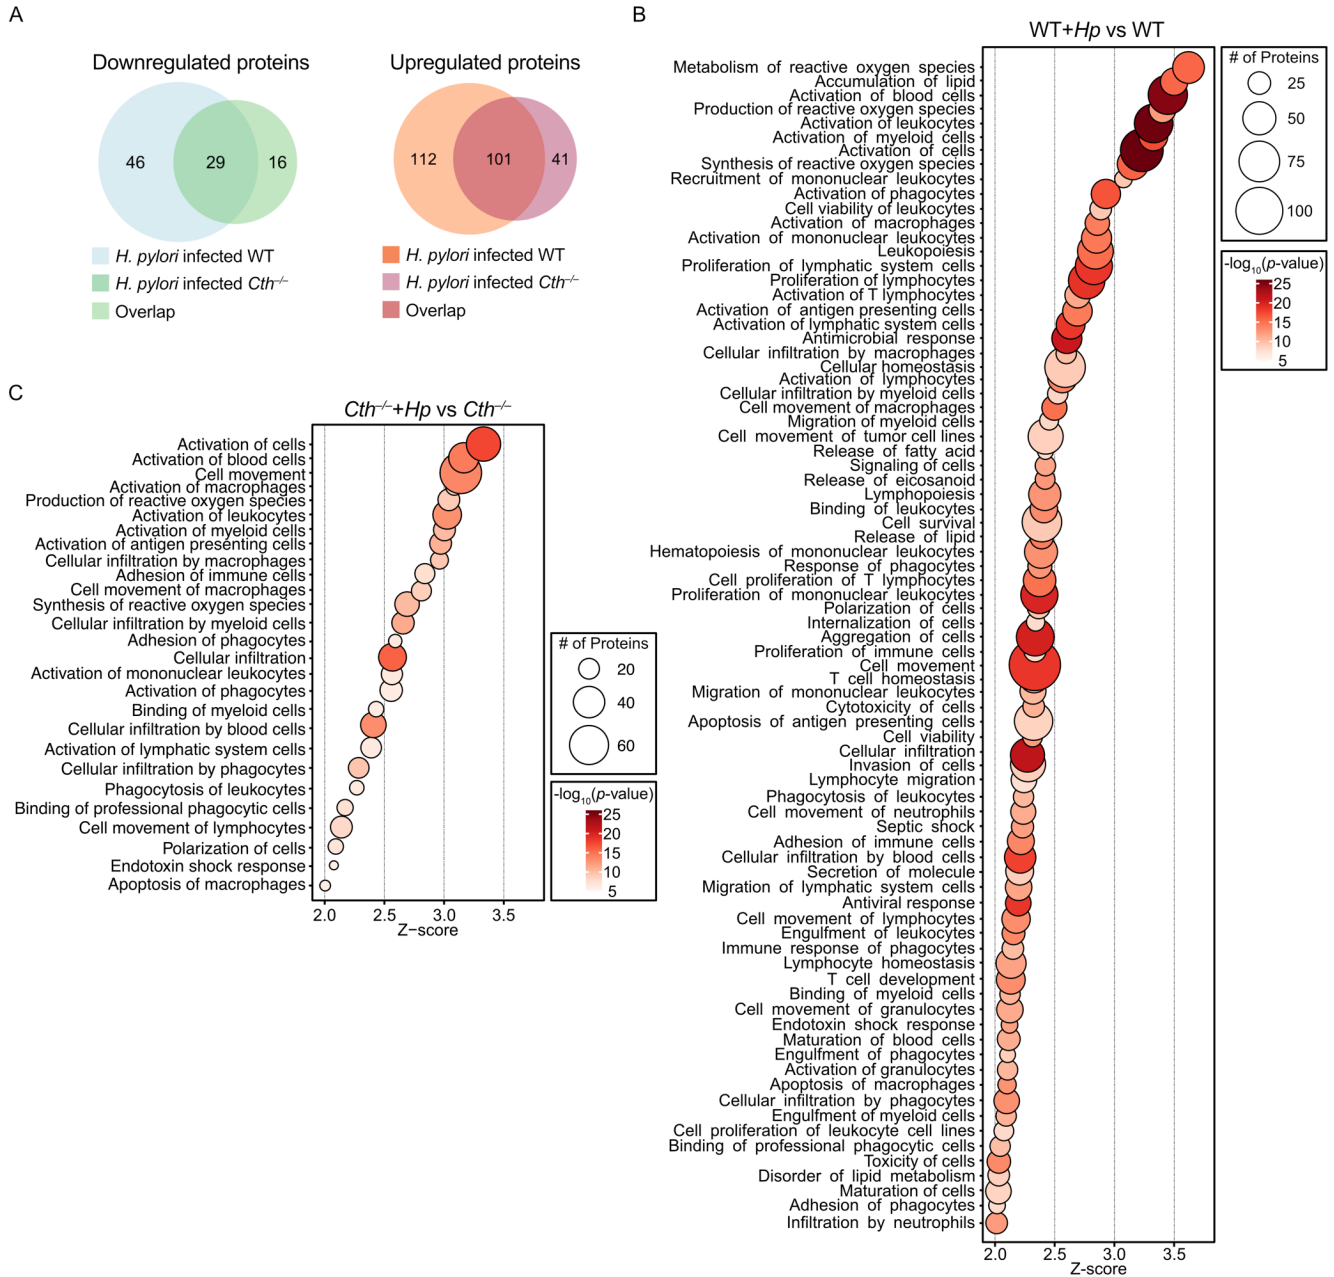 A
Downregulated proteins
46
29
16
H. pylori infected WT
H. pylori infected Cth–/–
Overlap
Upregulated proteins
112
101
41
H. pylori infected WT
H. pylori infected Cth–/–
Overlap
B
WT+Hp vs WT
Metabolism of reactive oxygen species
Accumulation of lipid
Activation of blood cells
Production of reactive oxygen species
Activation of leukocytes
Activation of myeloid cells
Activation of cells
Synthesis of reactive oxygen species
Recruitment of mononuclear leukocytes
Activation of phagocytes
Cell viability of leukocytes
Activation of macrophages
Activation of mononuclear leukocytes
Leukopoiesis
Proliferation of lymphatic system cells
Proliferation of lymphocytes
Activation of T lymphocytes
Activation of antigen presenting cells
Activation of lymphatic system cells
Antimicrobial response
Cellular infiltration by macrophages
Cellular homeostasis
Activation of lymphocytes
Cellular infiltration by myeloid cells
Cell movement of macrophages
Migration of myeloid cells
Cell movement of tumor cell lines
Release of fatty acid
Signaling of cells
Release of eicosanoid
Lymphopoiesis
Binding of leukocytes
Cell survival
Release of lipid
Hematopoiesis of mononuclear leukocytes
Response of phagocytes
Cell proliferation of T lymphocytes
Proliferation of mononuclear leukocytes
Polarization of cells
Internalization of cells
Aggregation of cells
Proliferation of immune cells
Cell movement
T cell homeostasis
Migration of mononuclear leukocytes
Cytotoxicity of cells
Apoptosis of antigen presenting cells
Cell viability
Cellular infiltration
Invasion of cells
Lymphocyte migration
Phagocytosis of leukocytes
Cell movement of neutrophils
Septic shock
Adhesion of immune cells
Cellular infiltration by blood cells
Secretion of molecule
Migration of lymphatic system cells
Antiviral response
Cell movement of lymphocytes
Engulfment of leukocytes
Immune response of phagocytes
Lymphocyte homeostasis
T cell development
Binding of myeloid cells
Cell movement of granulocytes
Endotoxin shock response
Maturation of blood cells
Engulfment of phagocytes
Activation of granulocytes
Apoptosis of macrophages
Cellular infiltration by phagocytes
Engulfment of myeloid cells
Cell proliferation of leukocyte cell lines
Binding of professional phagocytic cells
Toxicity of cells
Disorder of lipid metabolism
Maturation of cells
Adhesion of phagocytes
Infiltration by neutrophils
2.0 2.5 3.0 3.5
Z-score
# of Proteins
25
50
75
100
-log10(p-value)
25
20
15
10
5
C
Cth–/–+Hp vs Cth–/–
Activation of cells
Activation of blood cells
Cell movement
Activation of macrophages
Production of reactive oxygen species
Activation of leukocytes
Activation of myeloid cells
Activation of antigen presenting cells
Cellular infiltration by macrophages
Adhesion of immune cells
Cell movement of macrophages
Synthesis of reactive oxygen species
Cellular infiltration by myeloid cells
Adhesion of phagocytes
Cellular infiltration
Activation of mononuclear leukocytes
Activation of phagocytes
Binding of myeloid cells
Cellular infiltration by blood cells
Activation of lymphatic system cells
Cellular infiltration by phagocytes
Phagocytosis of leukocytes
Binding of professional phagocytic cells
Cell movement of lymphocytes
Polarization of cells
Endotoxin shock response
Apoptosis of macrophages
2.0 2.5 3.0 3.5
Z−score
# of Proteins
20
40
60
-log10(p-value)
25
20
15
10
5